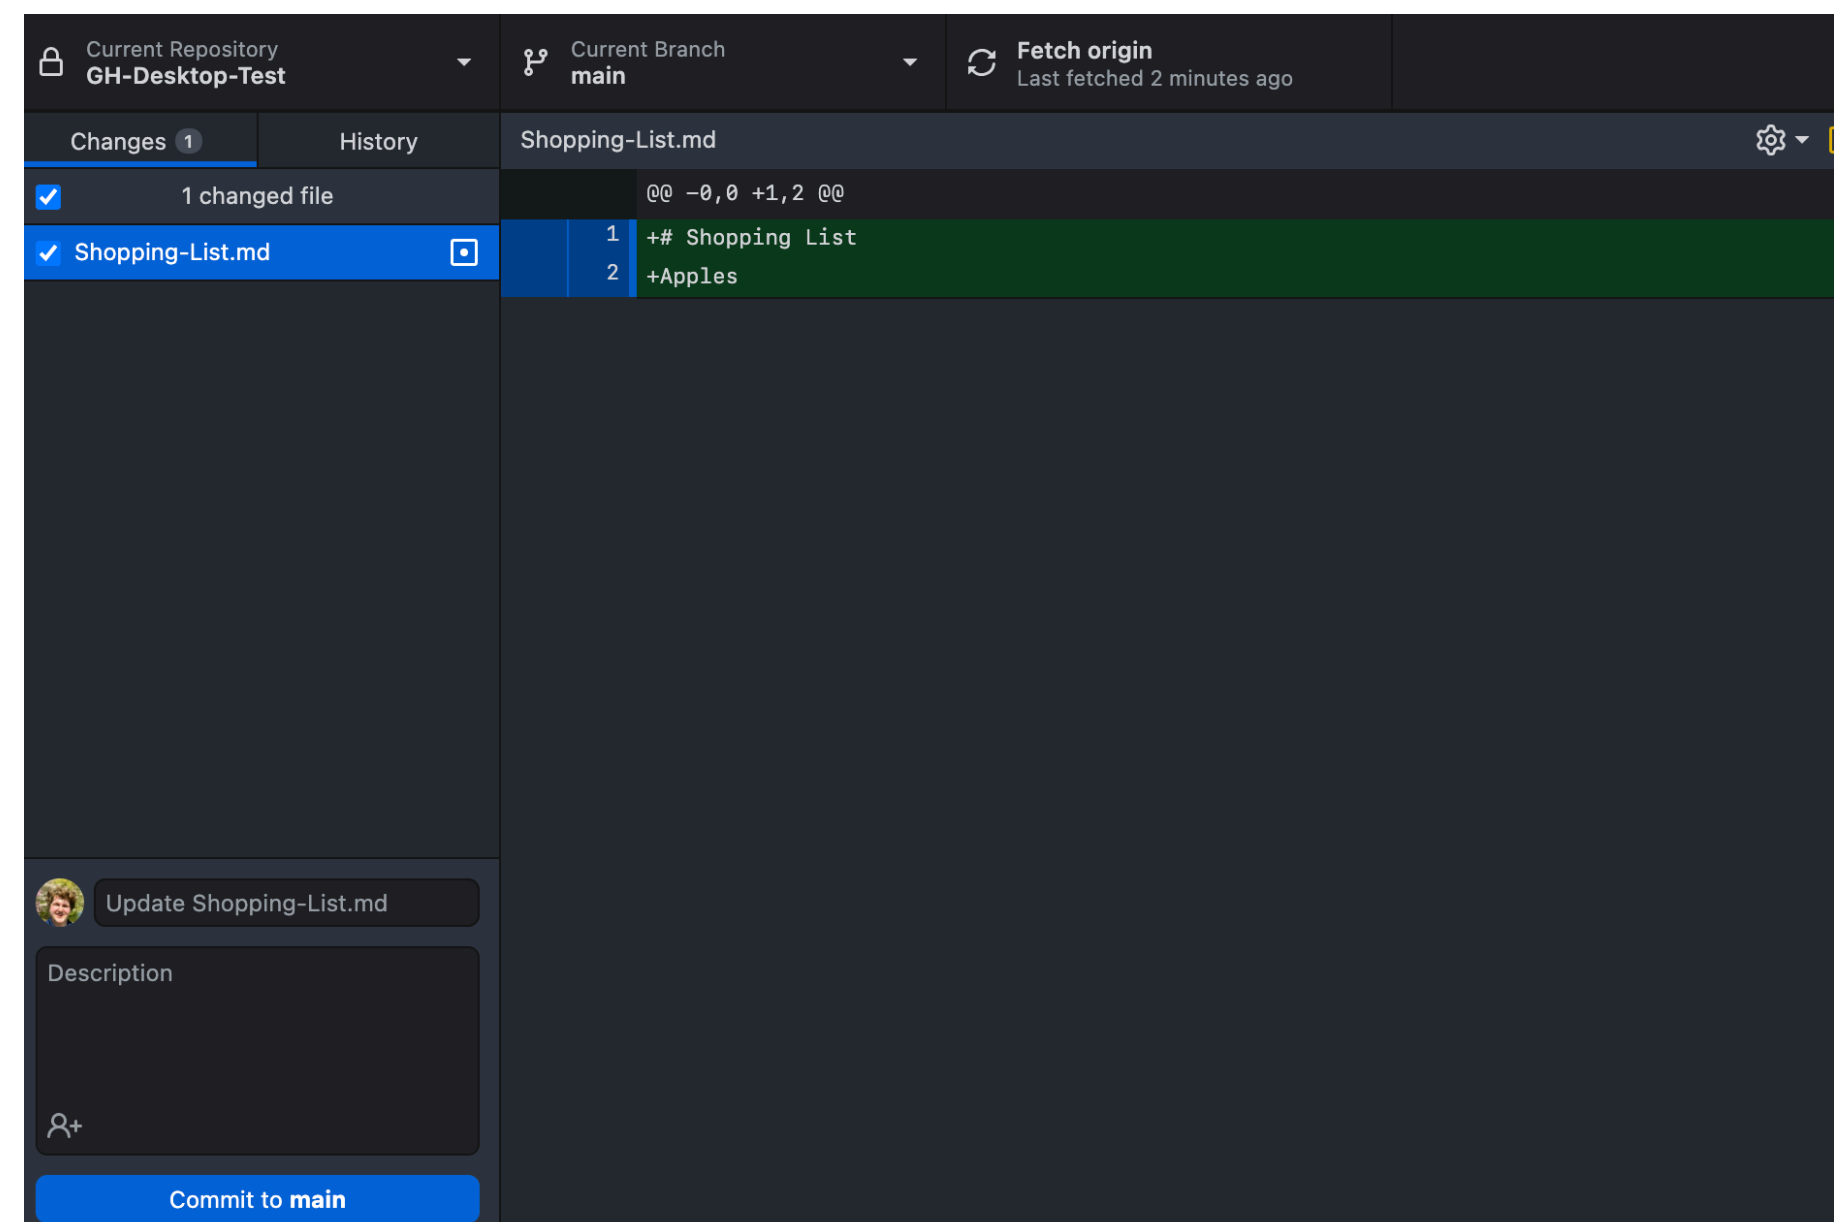 Current Repository
GH-Desktop-Test
Current Branch
main
Fetch origin
Last fetched 2 minutes ago
Changes 1
History
Shopping-List.md
1 changed file
Shopping-List.md
@@ -0,0 +1,2 @@
1 +# Shopping List
2 +Apples
Update Shopping-List.md
Description
Commit to main